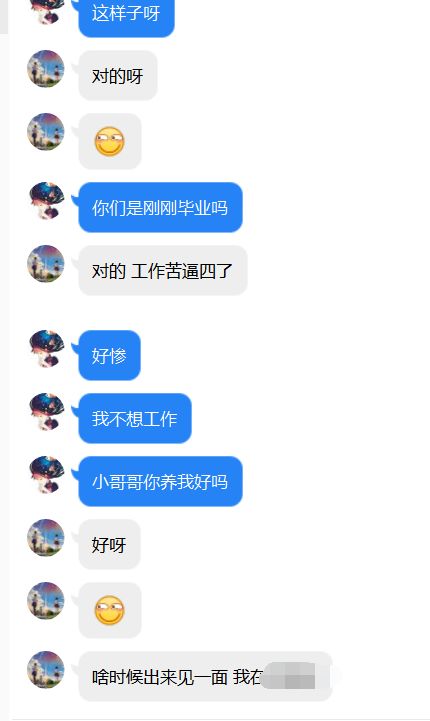 这样子呀
对的呀
你们是刚刚毕业吗
对的 工作苦逼四了
好惨
我不想工作
小哥哥你养我好吗
好呀
啥时候出来见一面 我在